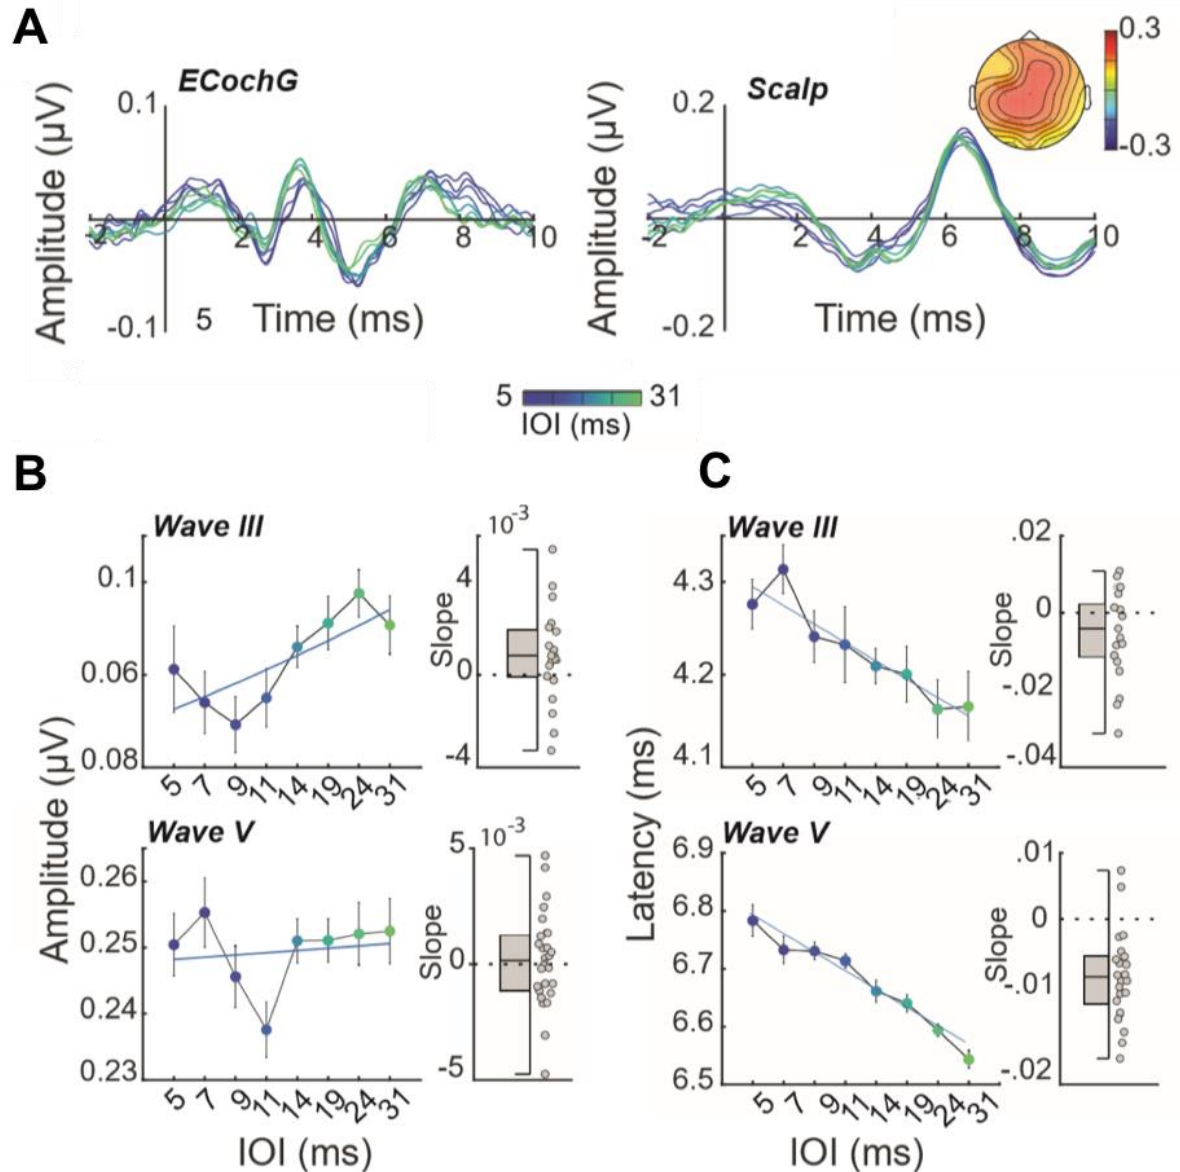 A
ECochG
Amplitude (µV)
0.1
-0.1
-2 2 4 6 8 10
5
Time (ms)
Scalp
Amplitude (µV)
0.2
-0.2
-2 2 4 6 8 10
Time (ms)
0.3
-0.3
5 31
IOI (ms)
B
Amplitude (µV)
Wave III
0.1
0.06
0.08
5 7 9 11 14 19 24 31
10-3
Slope
4
0
-4
Wave V
0.26
0.25
0.24
0.23
5 7 9 11 14 19 24 31
IOI (ms)
5 10-3
Slope
0
-5
C
Latency (ms)
Wave III
4.3
4.2
4.1
5 7 9 11 14 19 24 31
.02
Slope
0
-.02
-.04
Wave V
6.9
6.8
6.7
6.6
6.5
5 7 9 11 14 19 24 31
IOI (ms)
.01
Slope
0
-.01
-.02